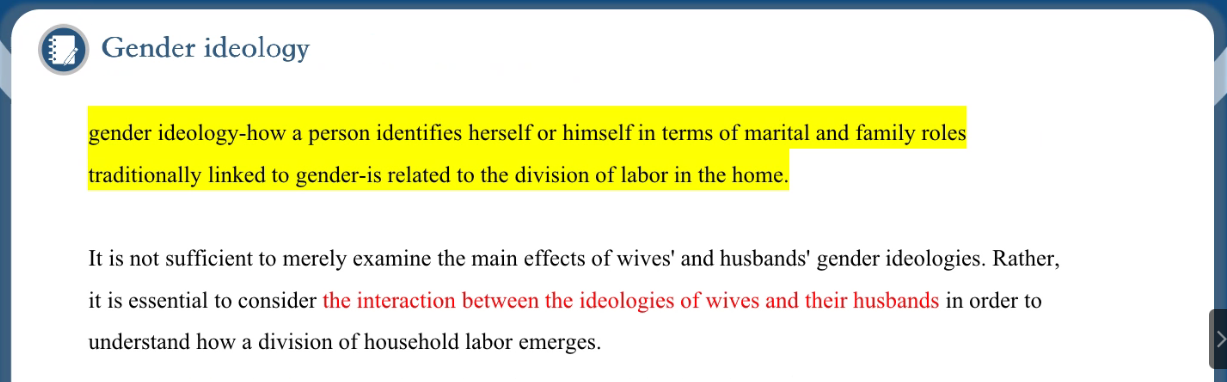 Gender ideology
gender ideology-how a person identifies herself or himself in terms of marital and family roles
traditionally linked to gender-is related to the division of labor in the home.
It is not sufficient to merely examine the main effects of wives' and husbands' gender ideologies. Rather,
it is essential to consider the interaction between the ideologies of wives and their husbands in order to
understand how a division of household labor emerges.